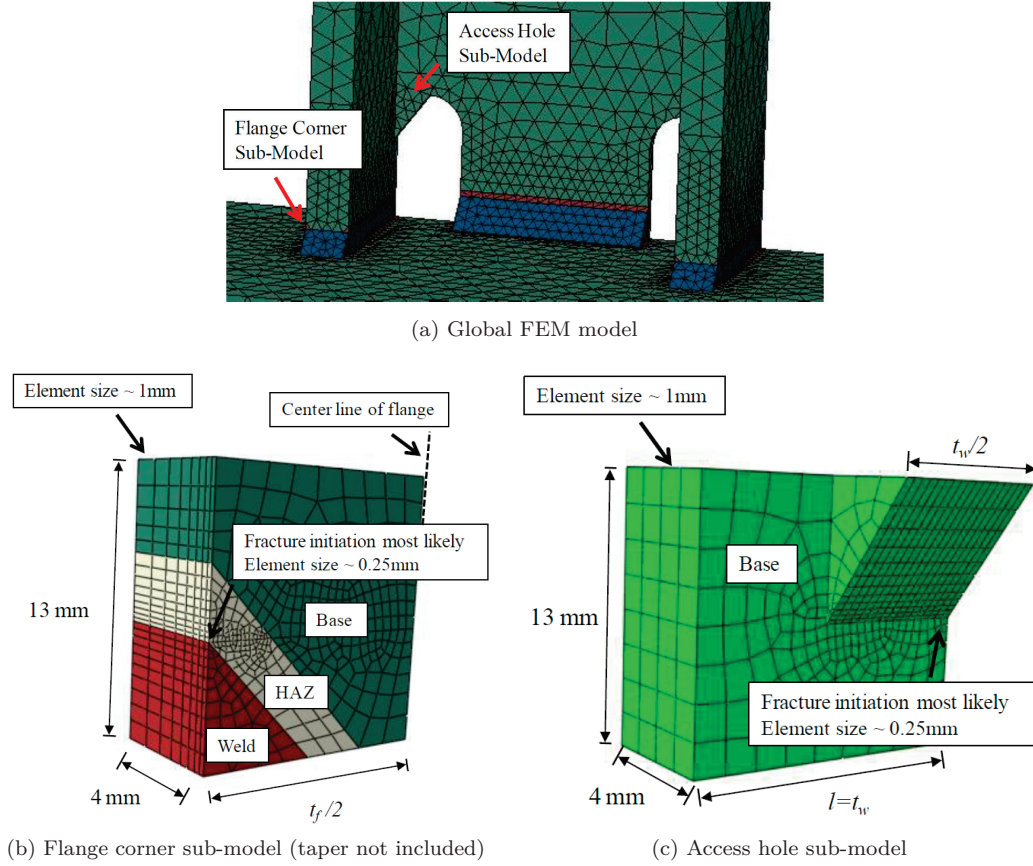 Access Hole
Sub-Model
Flange Corner
Sub-Model
(a) Global FEM model
Element size ~ 1mm
Center line of flange
Fracture initiation most likely
Element size ~ 0.25mm
13 mm
Base
HAZ
Weld
4 mm
t_f /2
(b) Flange corner sub-model (taper not included)
Element size ~ 1mm
t_w/2
Base
13 mm
Fracture initiation most likely
Element size ~ 0.25mm
4 mm
l=t_w
(c) Access hole sub-model